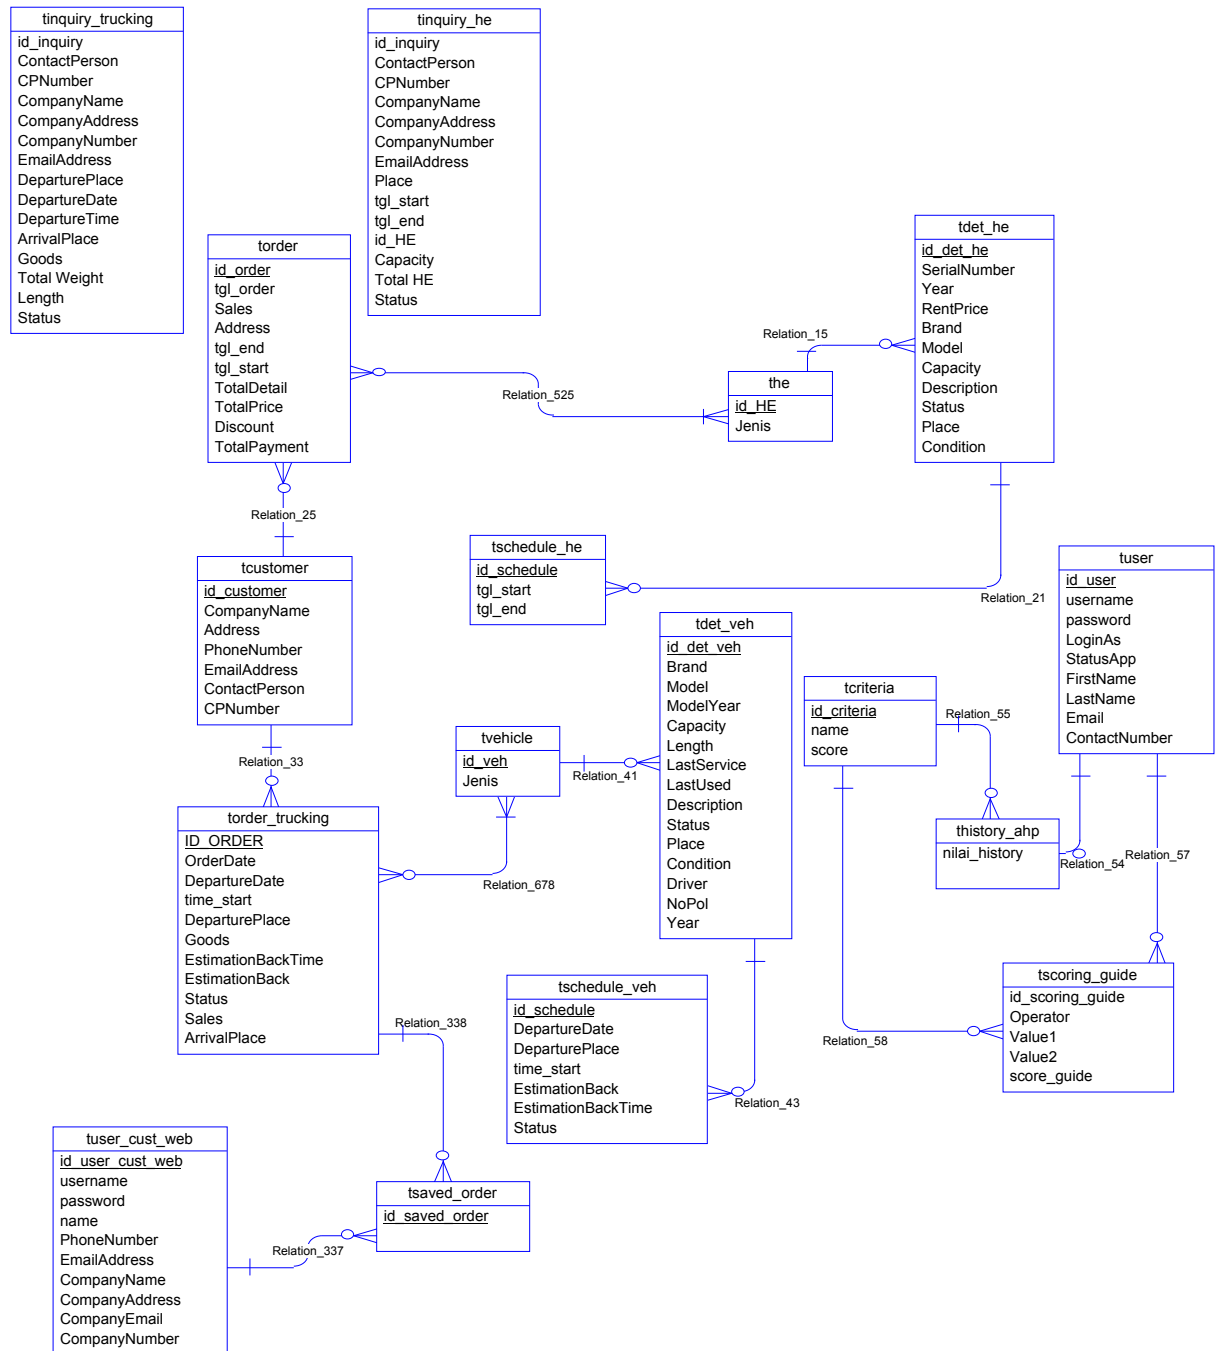 tinquiry_trucking
id_inquiry
ContactPerson
CPNumber
CompanyName
CompanyAddress
CompanyNumber
EmailAddress
DeparturePlace
DepartureDate
DepartureTime
ArrivalPlace
Goods
Total Weight
Length
Status
tinquiry_he
id_inquiry
ContactPerson
CPNumber
CompanyName
CompanyAddress
CompanyNumber
EmailAddress
Place
tgl_start
tgl_end
id_HE
Capacity
Total HE
Status
torder
id_order
tgl_order
Sales
Address
tgl_end
tgl_start
TotalDetail
TotalPrice
Discount
TotalPayment
tdet_he
id_det_he
SerialNumber
Year
RentPrice
Brand
Model
Capacity
Description
Status
Place
Condition
Relation_15
the
id_HE
Jenis
Relation_525
Relation_25
tcustomer
id_customer
CompanyName
Address
PhoneNumber
EmailAddress
ContactPerson
CPNumber
tschedule_he
id_schedule
tgl_start
tgl_end
Relation_21
tuser
id_user
username
password
LoginAs
StatusApp
FirstName
LastName
Email
ContactNumber
tdet_veh
id_det_veh
Brand
Model
ModelYear
Capacity
Length
LastService
LastUsed
Description
Status
Place
Condition
Driver
NoPol
Year
tcriteria
id_criteria
name
score
Relation_55
tvehicle
id_veh
Jenis
Relation_41
Relation_33
torder_trucking
ID_ORDER
OrderDate
DepartureDate
time_start
DeparturePlace
Goods
EstimationBackTime
EstimationBack
Status
Sales
ArrivalPlace
Relation_678
thistory_ahp
nilai_history
Relation_54
Relation_57
tscoring_guide
id_scoring_guide
Operator
Value1
Value2
score_guide
Relation_58
tschedule_veh
id_schedule
DepartureDate
DeparturePlace
time_start
EstimationBack
EstimationBackTime
Status
Relation_43
Relation_338
tuser_cust_web
id_user_cust_web
username
password
name
PhoneNumber
EmailAddress
CompanyName
CompanyAddress
CompanyEmail
CompanyNumber
tsaved_order
id_saved_order
Relation_337